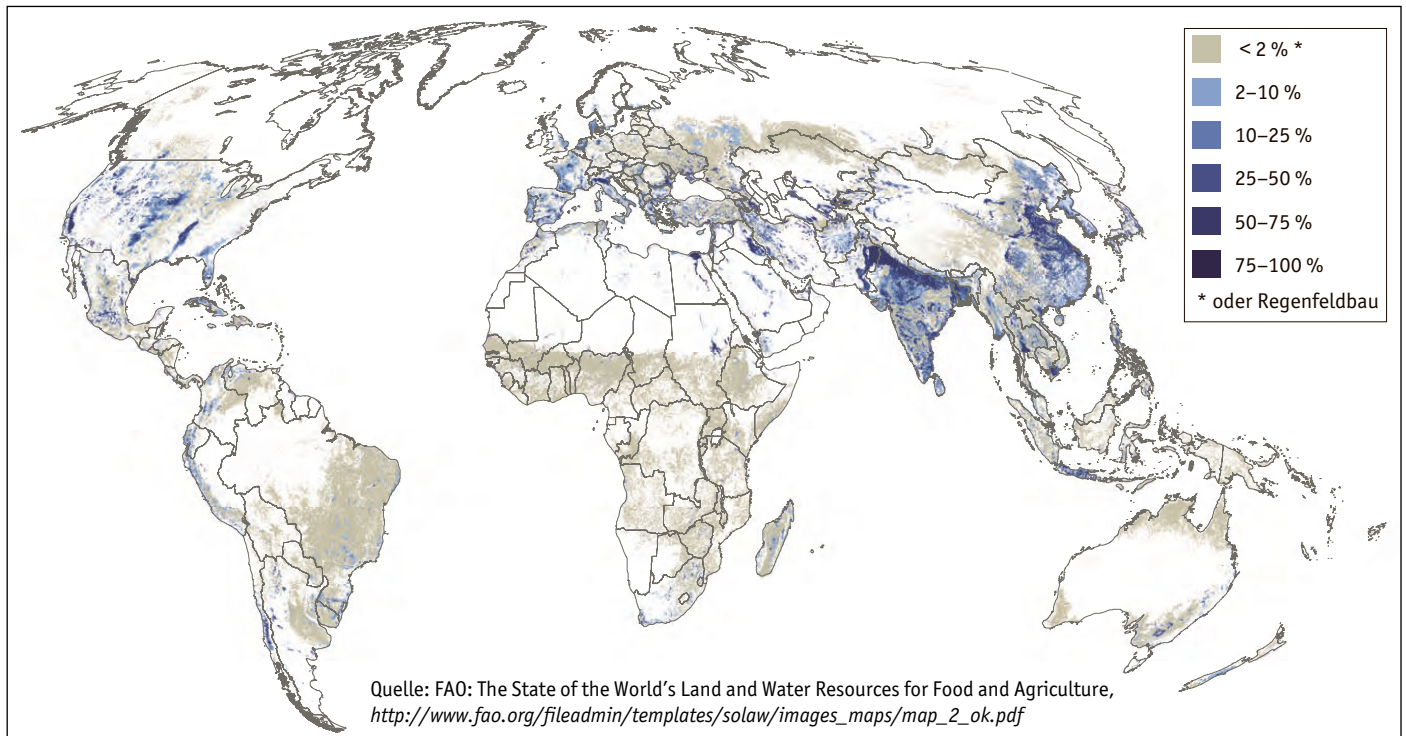 < 2 % *
2–10 %
10–25 %
25–50 %
50–75 %
75–100 %
* oder Regenfeldbau
Quelle: FAO: The State of the World's Land and Water Resources for Food and Agriculture,
http://www.fao.org/fileadmin/templates/solaw/images_maps/map_2_ok.pdf